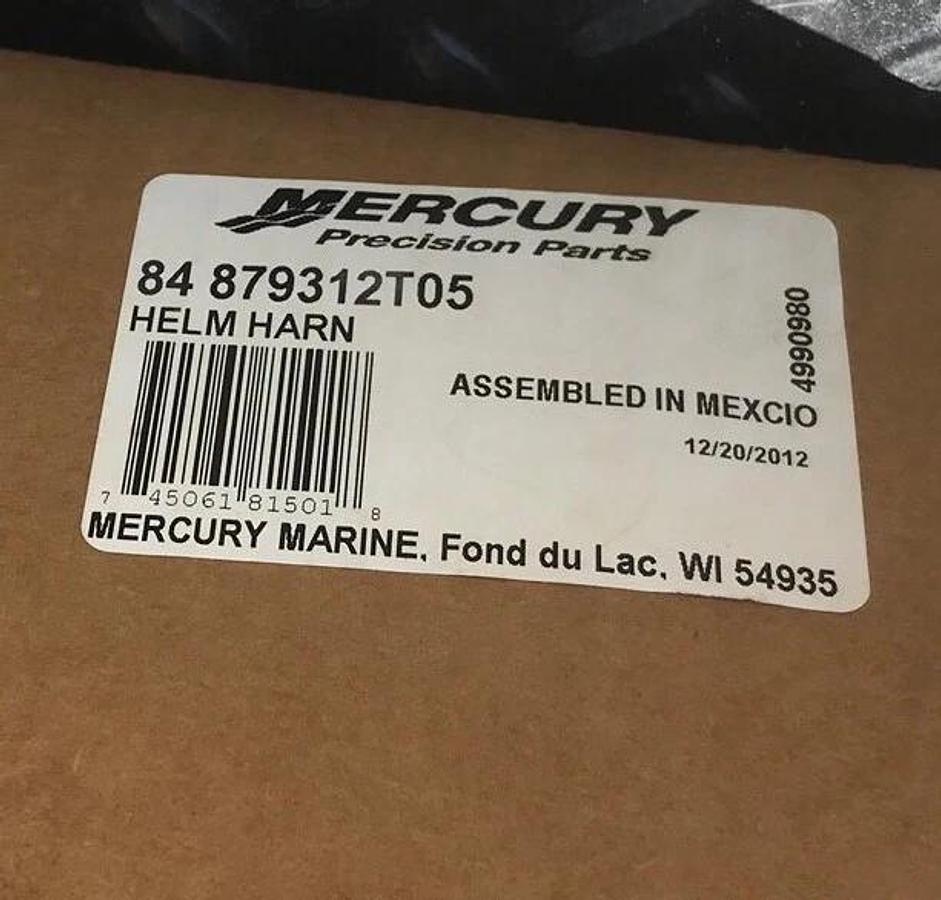 MERCURY
Precision Parts
84 879312T05
HELM HARN
4990980
ASSEMBLED IN MEXCIO
12/20/2012
7 45061 81501 8
MERCURY MARINE, Fond du Lac, WI 54935